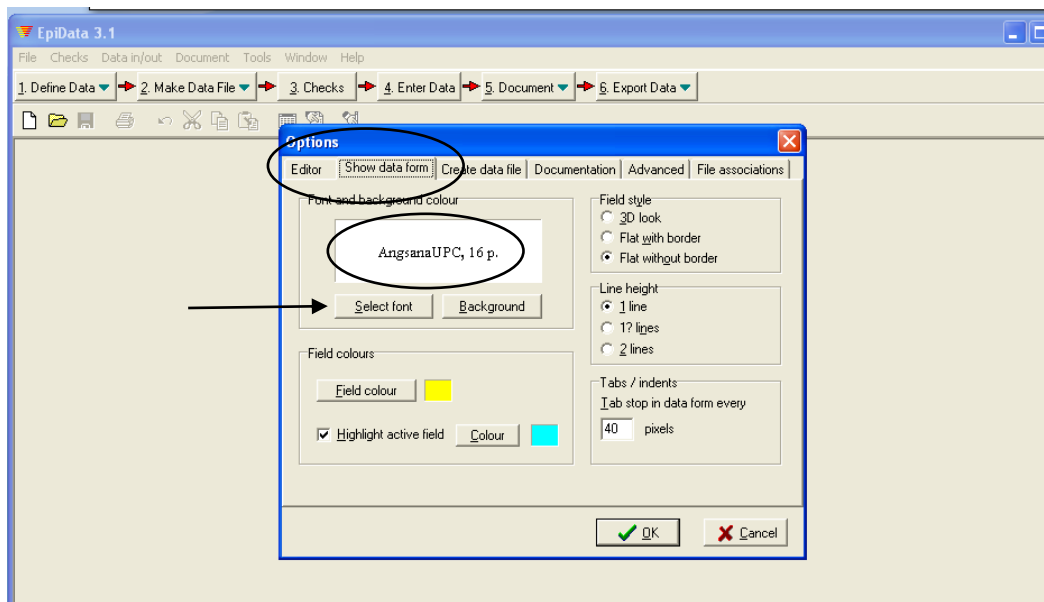 EpiData 3.1
File Checks Data in/out Document Tools Window Help
1. Define Data 2. Make Data File 3. Checks 4. Enter Data 5. Document 6. Export Data
Options
Editor Show data form Create data file Documentation Advanced File associations
Font and background colour
AngsanaUPC, 16 p.
Select font Background
Field colours
Field colour
Highlight active field Colour
Field style
3D look
Flat with border
Flat without border
Line height
1 line
1? lines
2 lines
Tabs / indents
Tab stop in data form every
40 pixels
OK Cancel